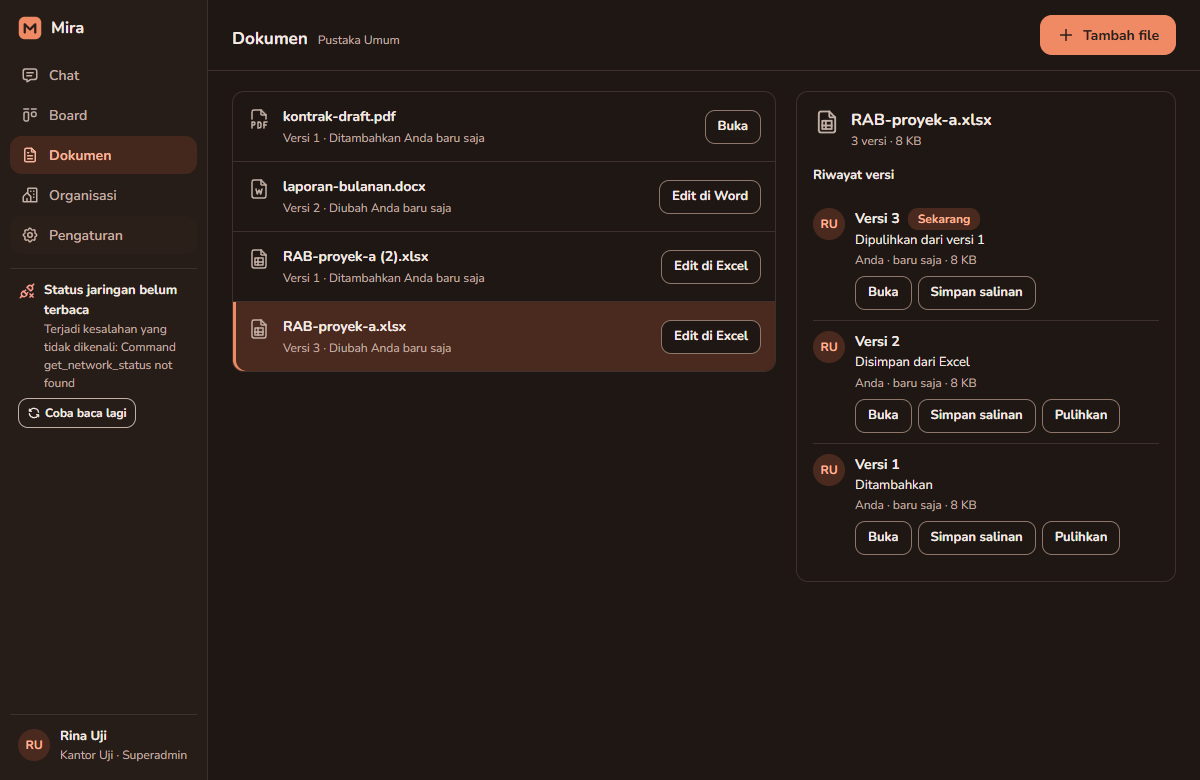 Mira
Chat
Board
Dokumen
Organisasi
Pengaturan
Status jaringan belum
terbaca
Terjadi kesalahan yang
tidak dikenali: Command
get_network_status not
found
Coba baca lagi
RU
Rina Uji
Kantor Uji · Superadmin
Dokumen Pustaka Umum
Tambah file
PDF
kontrak-draft.pdf
Versi 1 · Ditambahkan Anda baru saja
Buka
W
laporan-bulanan.docx
Versi 2 · Diubah Anda baru saja
Edit di Word
RAB-proyek-a (2).xlsx
Versi 1 · Ditambahkan Anda baru saja
Edit di Excel
RAB-proyek-a.xlsx
Versi 3 · Diubah Anda baru saja
Edit di Excel
RAB-proyek-a.xlsx
3 versi · 8 KB
Riwayat versi
RU
Versi 3 Sekarang
Dipulihkan dari versi 1
Anda · baru saja · 8 KB
Buka Simpan salinan
RU
Versi 2
Disimpan dari Excel
Anda · baru saja · 8 KB
Buka Simpan salinan Pulihkan
RU
Versi 1
Ditambahkan
Anda · baru saja · 8 KB
Buka Simpan salinan Pulihkan